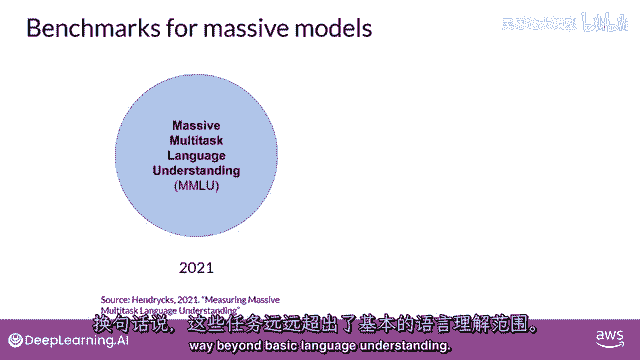 Benchmarks for massive models
Massive
Multitask
Language
Understanding
(MMLU)
2021
Source: Hendrycks, 2021. "Measuring Massive
Multitask Language Understanding"
换句话说，这些任务远远超出了基本的语言理解范围。
way beyond basic language understanding.
DeepLearning.AI
aws